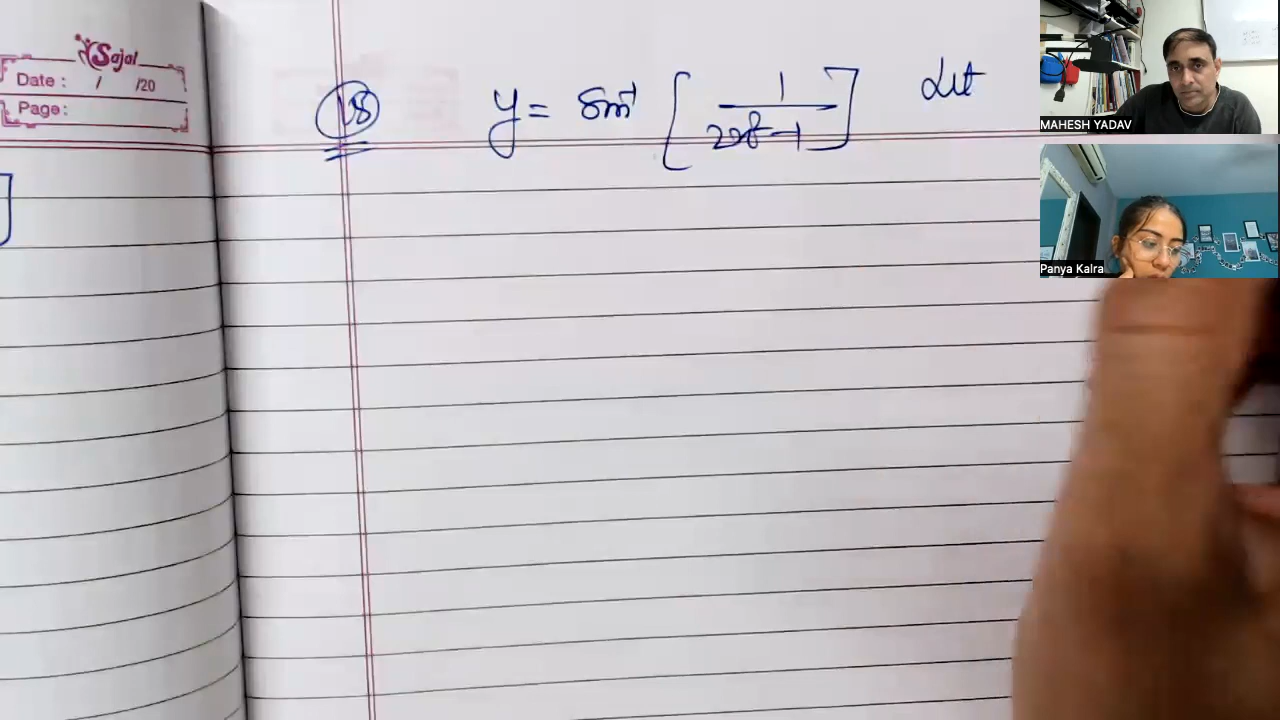 Sajal
Date : / /20
Page:
18 y = sin⁻¹ [ 1 / 2x²-1 ] Let
MAHESH YADAV
Panya Kalra